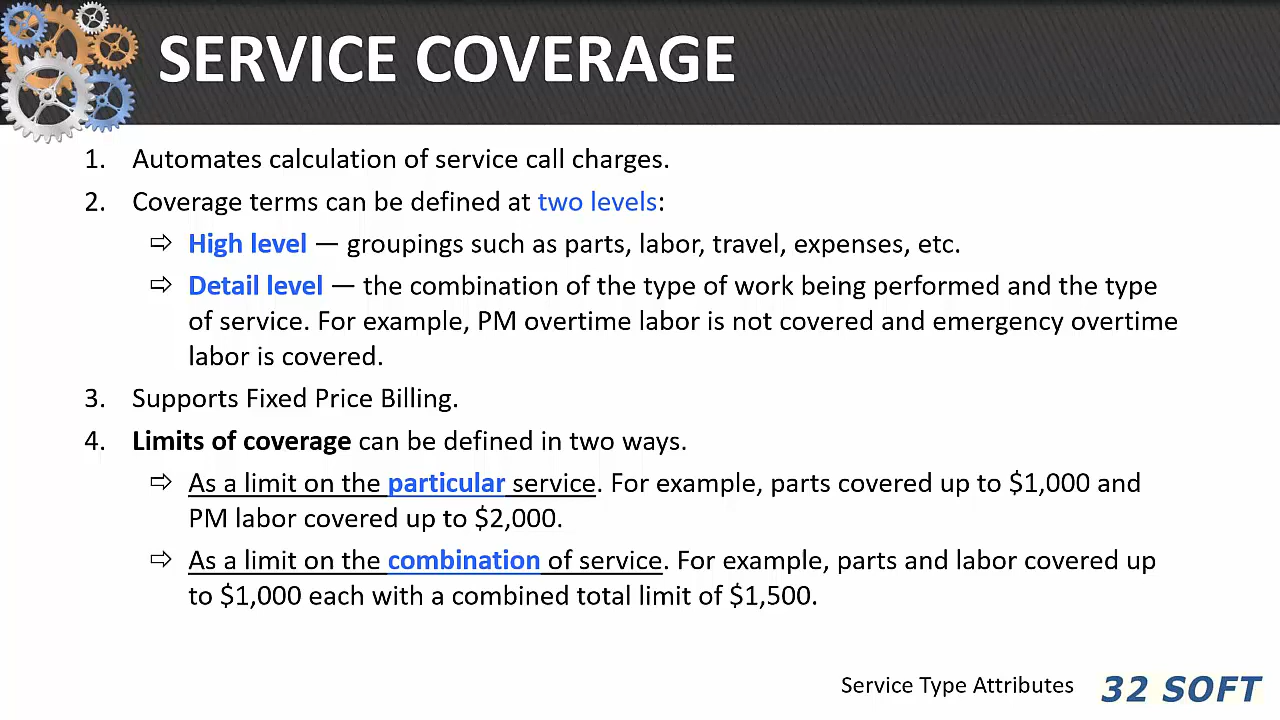 SERVICE COVERAGE
1. Automates calculation of service call charges.
2. Coverage terms can be defined at two levels:
⇨ High level — groupings such as parts, labor, travel, expenses, etc.
⇨ Detail level — the combination of the type of work being performed and the type
of service. For example, PM overtime labor is not covered and emergency overtime
labor is covered.
3. Supports Fixed Price Billing.
4. Limits of coverage can be defined in two ways.
⇨ As a limit on the particular service. For example, parts covered up to $1,000 and
PM labor covered up to $2,000.
⇨ As a limit on the combination of service. For example, parts and labor covered up
to $1,000 each with a combined total limit of $1,500.
Service Type Attributes
32 SOFT